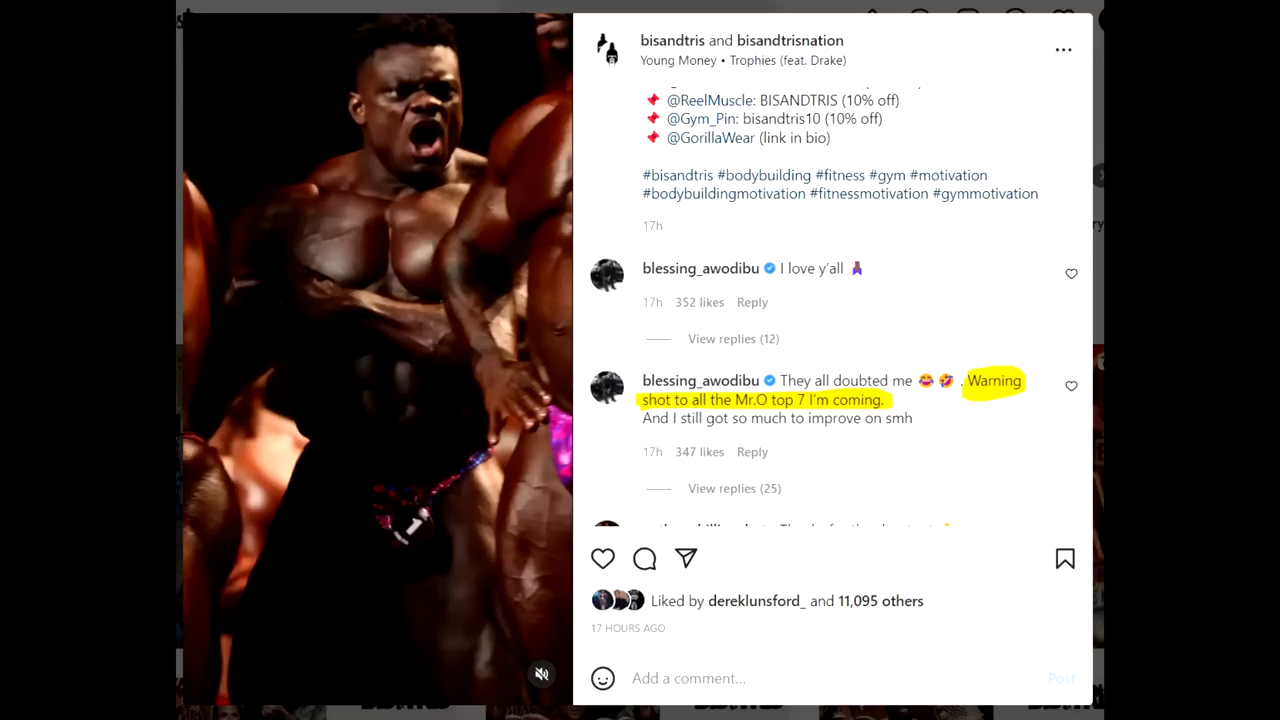 bisandtris and bisandtrisnation
Young Money • Trophies (feat. Drake)
@ReelMuscle: BISANDTRIS (10% off)
@Gym_Pin: bisandtris10 (10% off)
@GorillaWear (link in bio)
#bisandtris #bodybuilding #fitness #gym #motivation
#bodybuildingmotivation #fitnessmotivation #gymmotivation
17h
blessing_awodibu I love y'all
17h 352 likes Reply
View replies (12)
blessing_awodibu They all doubted me 😂 🤣 . Warning
shot to all the Mr.O top 7 I'm coming.
And I still got so much to improve on smh
17h 347 likes Reply
View replies (25)
Liked by dereklunsford_ and 11,095 others
17 HOURS AGO
Add a comment...
Post
1